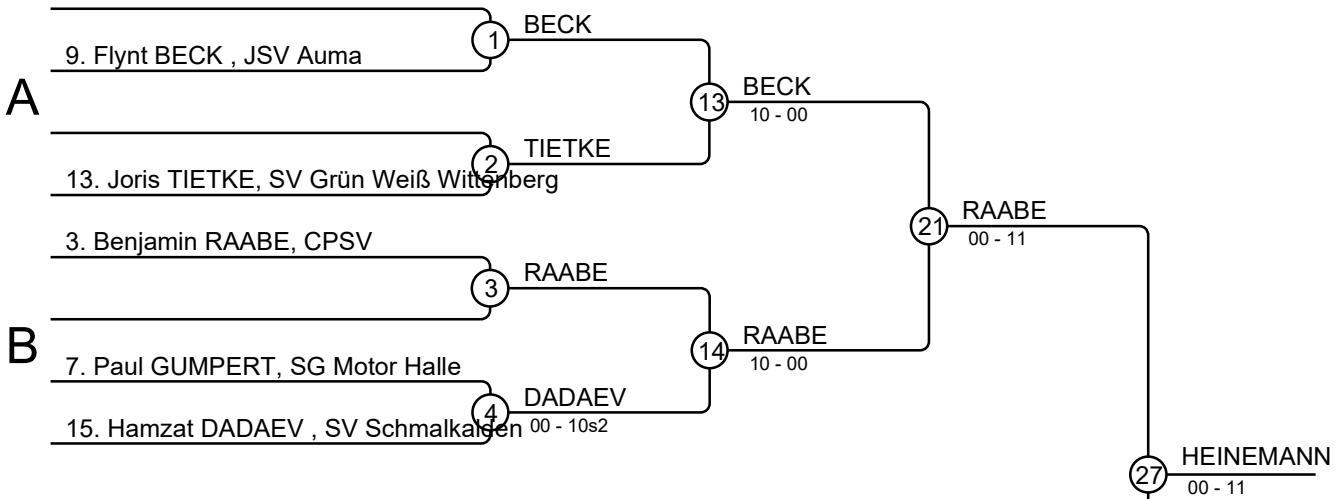 1
BECK
9. Flynt BECK , JSV Auma
A
13
BECK
10 - 00
2
TIETKE
13. Joris TIETKE, SV Grün Weiß Wittenberg
21
RAABE
00 - 11
3. Benjamin RAABE, CPSV
3
RAABE
B
14
RAABE
10 - 00
7. Paul GUMPERT, SG Motor Halle
4
DADAEV
00 - 10s2
15. Hamzat DADAEV , SV Schmalkalden
27
HEINEMANN
00 - 11